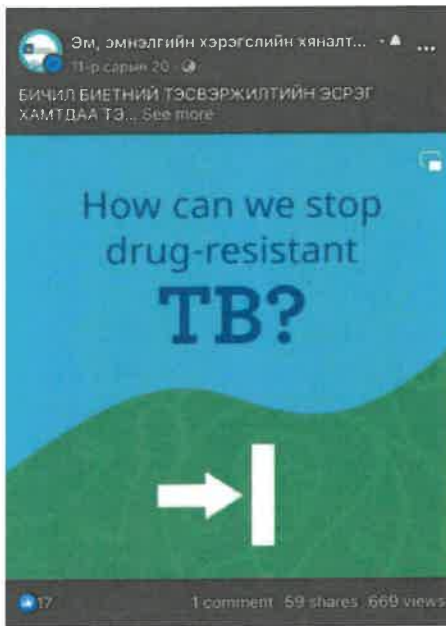 Эм, эмнэлгийн хэрэгслийн хяналт...
11-р сарын 20
БИЧИЛ БИЕТНИЙ ТЭСВЭРЖИЛТИЙН ЭСРЭГ
ХАМТДАА ТЭ... See more
How can we stop
drug-resistant
TB?
17 1 comment 59 shares 669 views